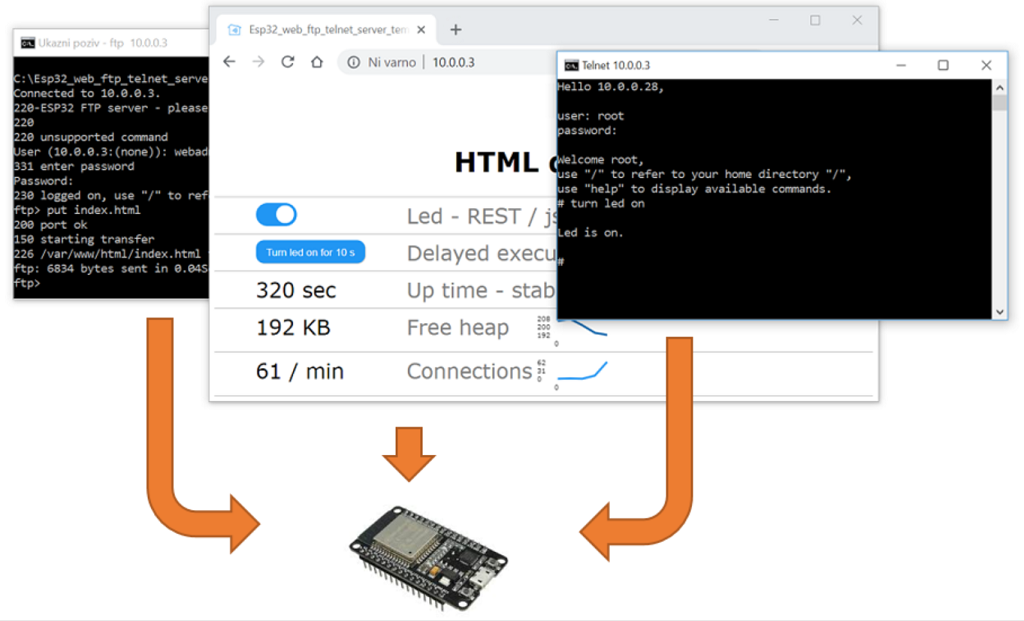 Ukazni poziv - ftp 10.0.0.3
C:\Esp32_web_ftp_telnet_serve
Connected to 10.0.0.3.
220-ESP32 FTP server - please
220
220 unsupported command
User (10.0.0.3:(none)): webad
331 enter password
Password:
230 logged on, use "/" to ref
ftp> put index.html
200 port ok
150 starting transfer
226 /var/www/html/index.html
ftp: 6834 bytes sent in 0.04S
ftp>
Esp32_web_ftp_telnet_server_tem
Ni varno | 10.0.0.3
HTML
Led - REST / js
Turn led on for 10 s
Delayed execu
320 sec
Up time - stab
192 KB
Free heap
208
200
192
0
61 / min
Connections
62
31
0
0
Telnet 10.0.0.3
Hello 10.0.0.28,
user: root
password:
Welcome root,
use "/" to refer to your home directory "/",
use "help" to display available commands.
# turn led on
Led is on.
#